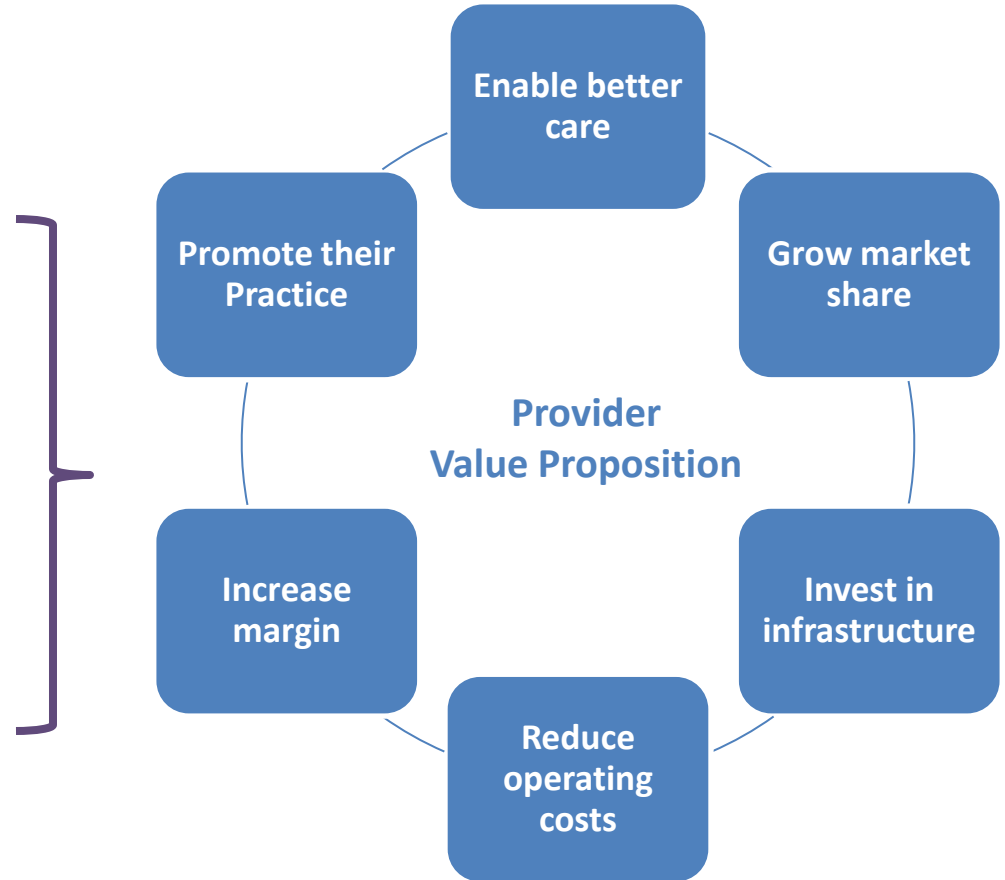 Enable better
care
Grow market
share
Invest in
infrastructure
Reduce
operating
costs
Increase
margin
Promote their
Practice
Provider
Value Proposition